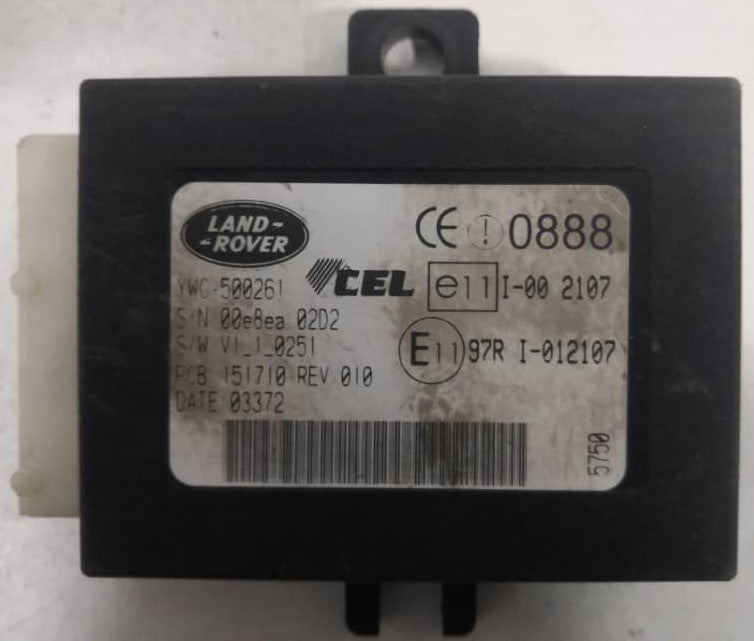 LAND-
-ROVER
CE ! 0888
YWC-500261
CEL
e11 I-00 2107
S/N 00e8ea 02D2
S/W V1_1_0251
E11 97R I-012107
PCB 151710 REV 010
DATE 03372
5750